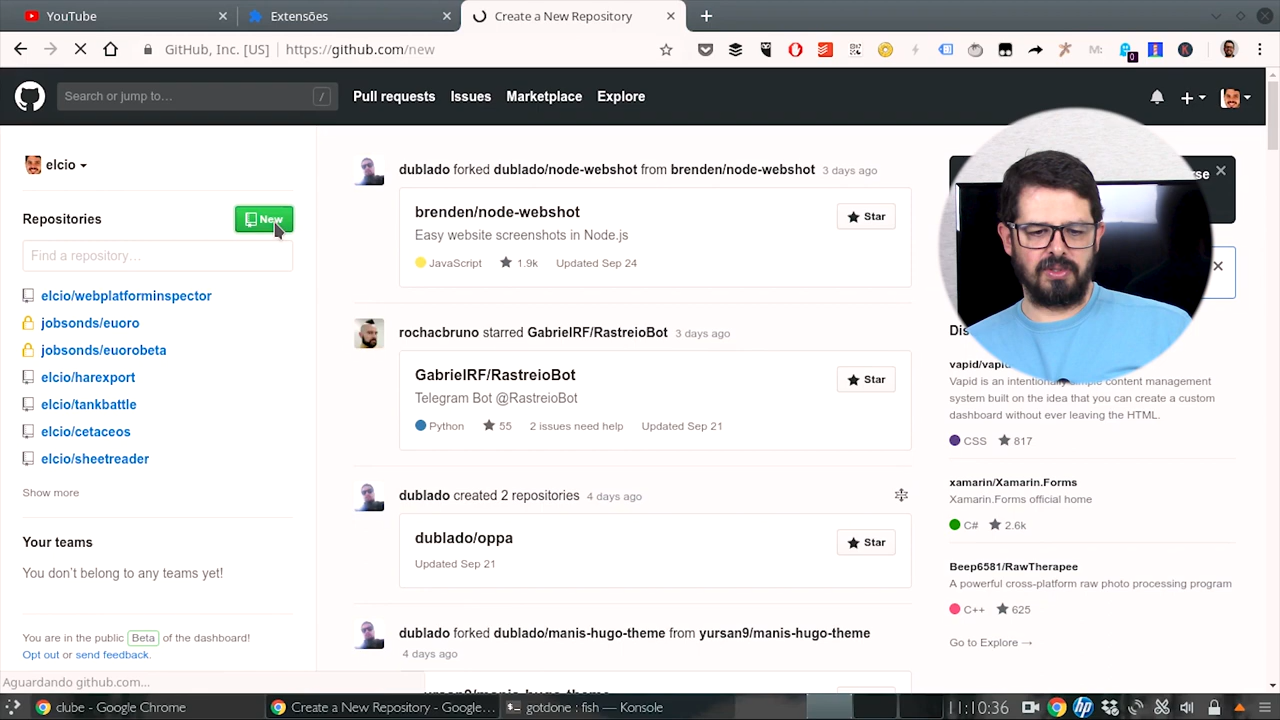 YouTube
Extensões
Create a New Repository
GitHub, Inc. [US]
https://github.com/new
M:
0
Search or jump to…
/
Pull requests
Issues
Marketplace
Explore
elcio
Repositories
New
Find a repository…
elcio/webplatforminspector
jobsonds/euoro
jobsonds/euorobeta
elcio/harexport
elcio/tankbattle
elcio/cetaceos
elcio/sheetreader
Show more
Your teams
You don’t belong to any teams yet!
You are in the public Beta of the dashboard!
Opt out or send feedback.
Aguardando github.com...
dublado forked dublado/node-webshot from brenden/node-webshot 3 days ago
brenden/node-webshot
Star
Easy website screenshots in Node.js
JavaScript 1.9k Updated Sep 24
rochacbruno starred GabrielRF/RastreioBot 3 days ago
GabrielRF/RastreioBot
Star
Telegram Bot @RastreioBot
Python 55 2 issues need help Updated Sep 21
dublado created 2 repositories 4 days ago
dublado/oppa
Star
Updated Sep 21
dublado forked dublado/manis-hugo-theme from yursan9/manis-hugo-theme
4 days ago
yursan9/manis-hugo-theme
Vapid is an intentionally simple content management
system built on the idea that you can create a custom
dashboard without ever leaving the HTML.
CSS 817
xamarin/Xamarin.Forms
Xamarin.Forms official home
C# 2.6k
Beep6581/RawTherapee
A powerful cross-platform raw photo processing program
C++ 625
Go to Explore →
clube - Google Chrome
Create a New Repository - Google...
gotdone : fish — Konsole
11:10:36